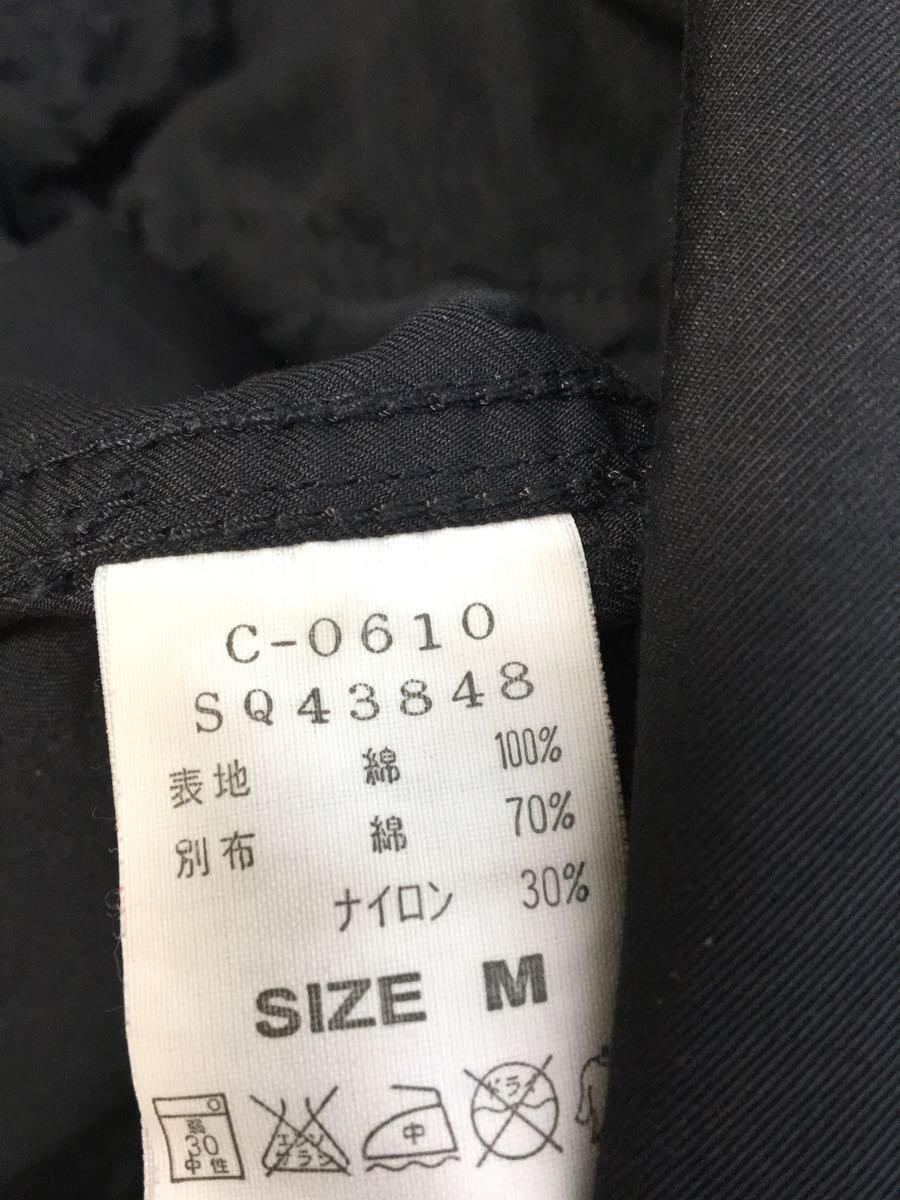 C-0610
SQ43848
表地 綿 100%
別布 綿 70%
ナイロン 30%
SIZE M
弱
30
中性
エンソ
サラシ
中
ドライ